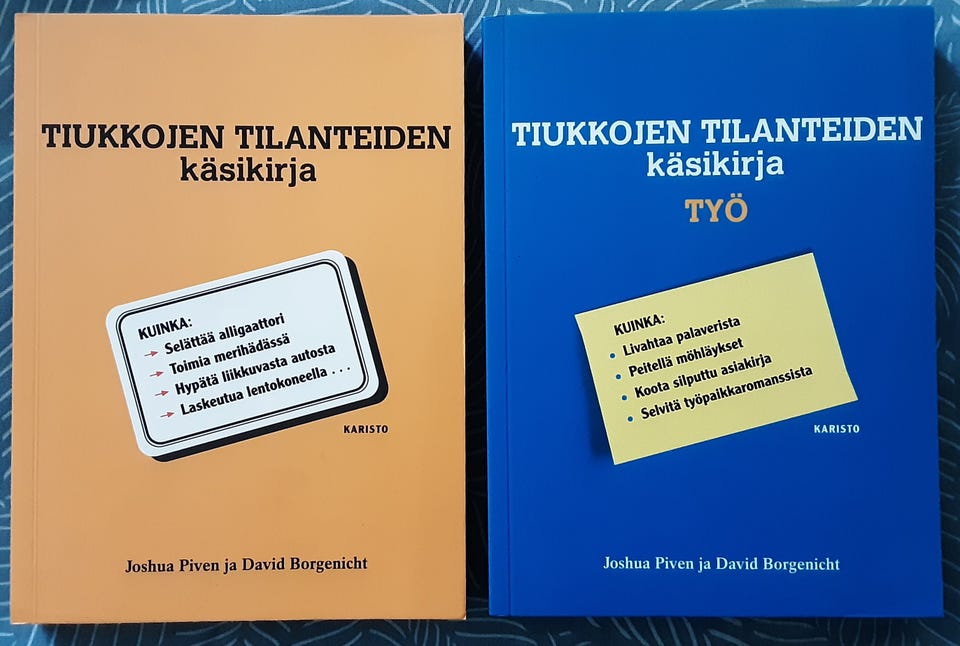 TIUKKOJEN TILANTEIDEN
käsikirja
KUINKA:
Selättää alligaattori
Toimia merihädässä
Hypätä liikkuvasta autosta
Laskeutua lentokoneella . . .
KARISTO
Joshua Piven ja David Borgenicht
TIUKKOJEN TILANTEIDEN
käsikirja
TYÖ
KUINKA:
• Livahtaa palaverista
• Peitellä möhläykset
• Koota silputtu asiakirja
• Selvitä työpaikkaromanssista
KARISTO
Joshua Piven ja David Borgenicht